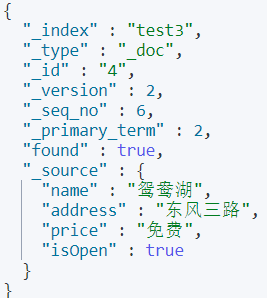 {
  "_index" : "test3",
  "_type" : "_doc",
  "_id" : "4",
  "_version" : 2,
  "_seq_no" : 6,
  "_primary_term" : 2,
  "found" : true,
  "_source" : {
    "name" : "鸳鸯湖",
    "address" : "东风三路",
    "price" : "免费",
    "isOpen" : true
  }
}